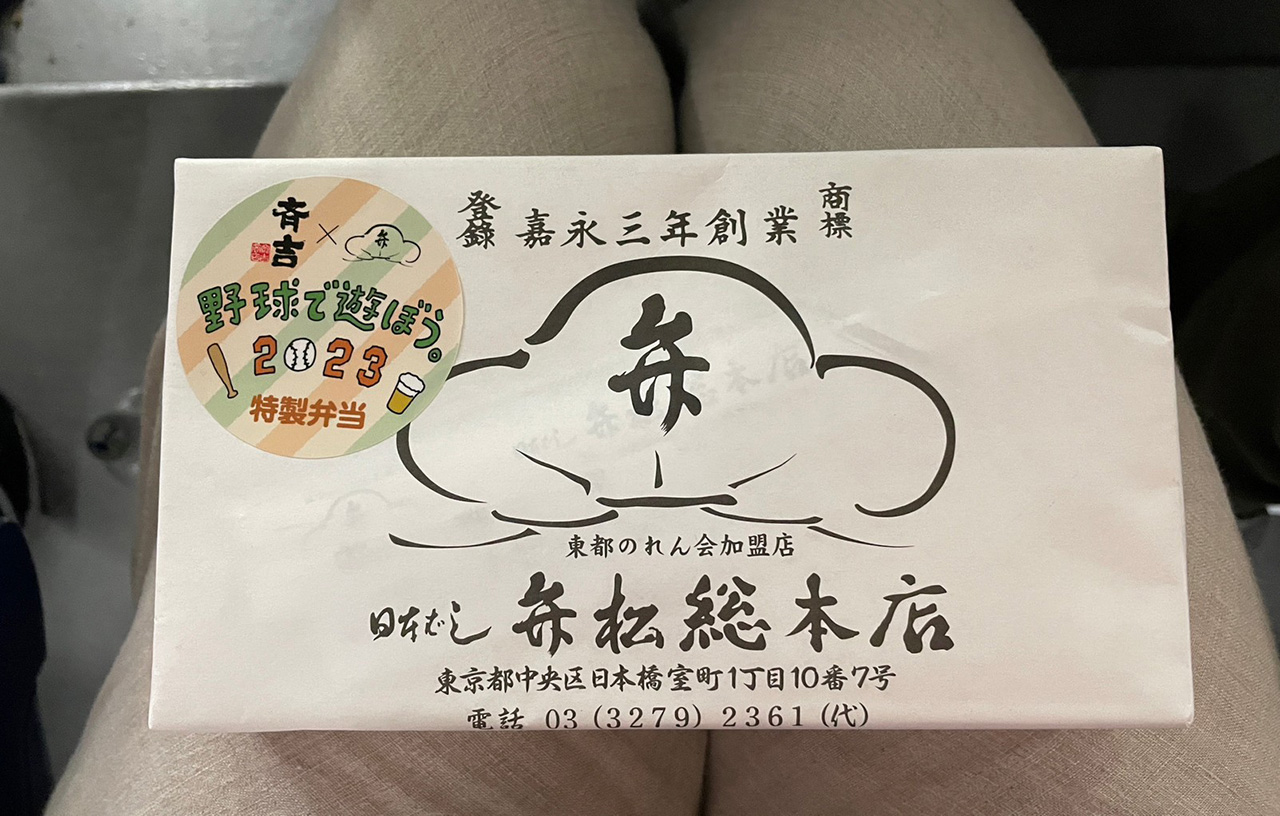 斉吉 × 弁
野球で遊ぼう。
2023
特製弁当
登録 嘉永三年創業 商標
弁
東都のれん会加盟店
日本ばし 弁松総本店
東京都中央区日本橋室町1丁目10番7号
電話 03(3279)2361(代)